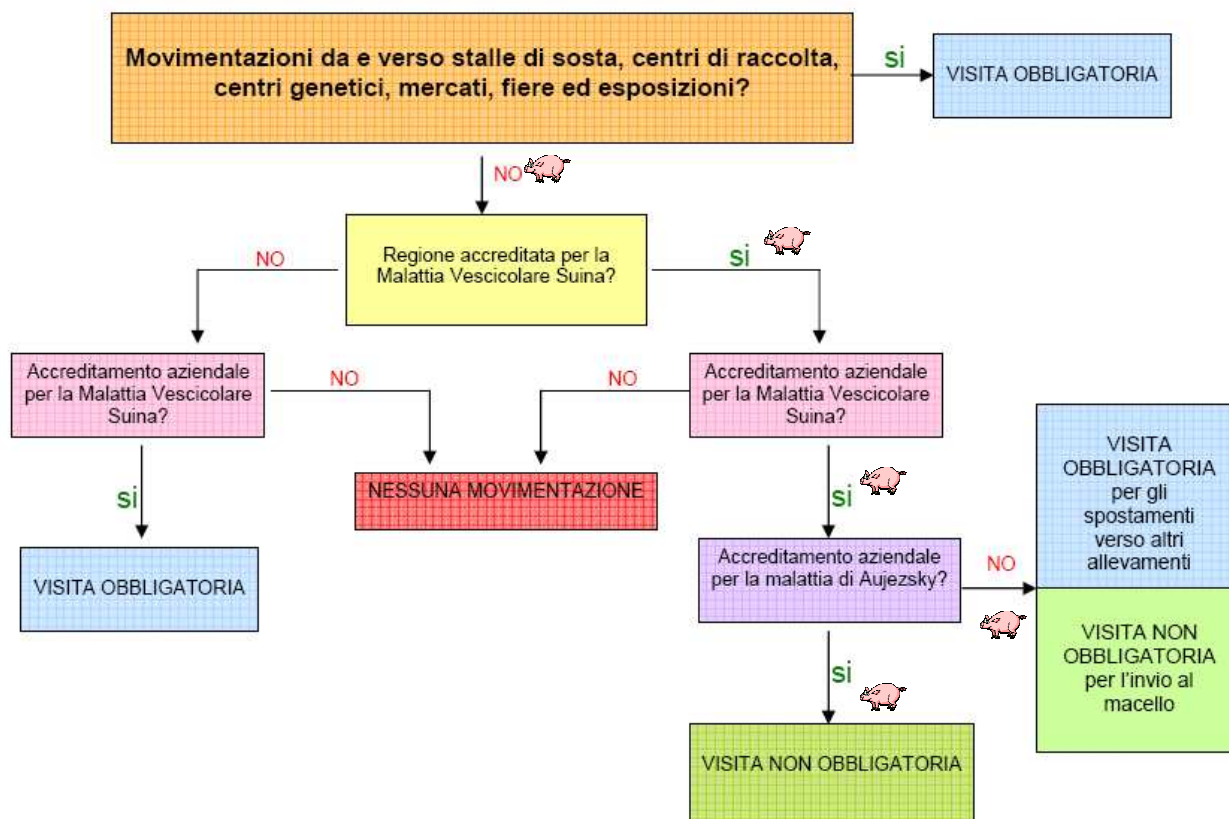 Movimentazioni da e verso stalle di sosta, centri di raccolta,
centri genetici, mercati, fiere ed esposizioni?
si
VISITA OBBLIGATORIA
NO
Regione accreditata per la
Malattia Vescicolare Suina?
NO
si
Accreditamento aziendale
per la Malattia Vescicolare
Suina?
NO
NO
Accreditamento aziendale
per la Malattia Vescicolare
Suina?
si
VISITA OBBLIGATORIA
NESSUNA MOVIMENTAZIONE
si
Accreditamento aziendale
per la malattia di Aujezsky?
NO
VISITA
OBBLIGATORIA
per gli
spostamenti
verso altri
allevamenti
VISITA NON
OBBLIGATORIA
per l'invio al
macello
si
VISITA NON OBBLIGATORIA